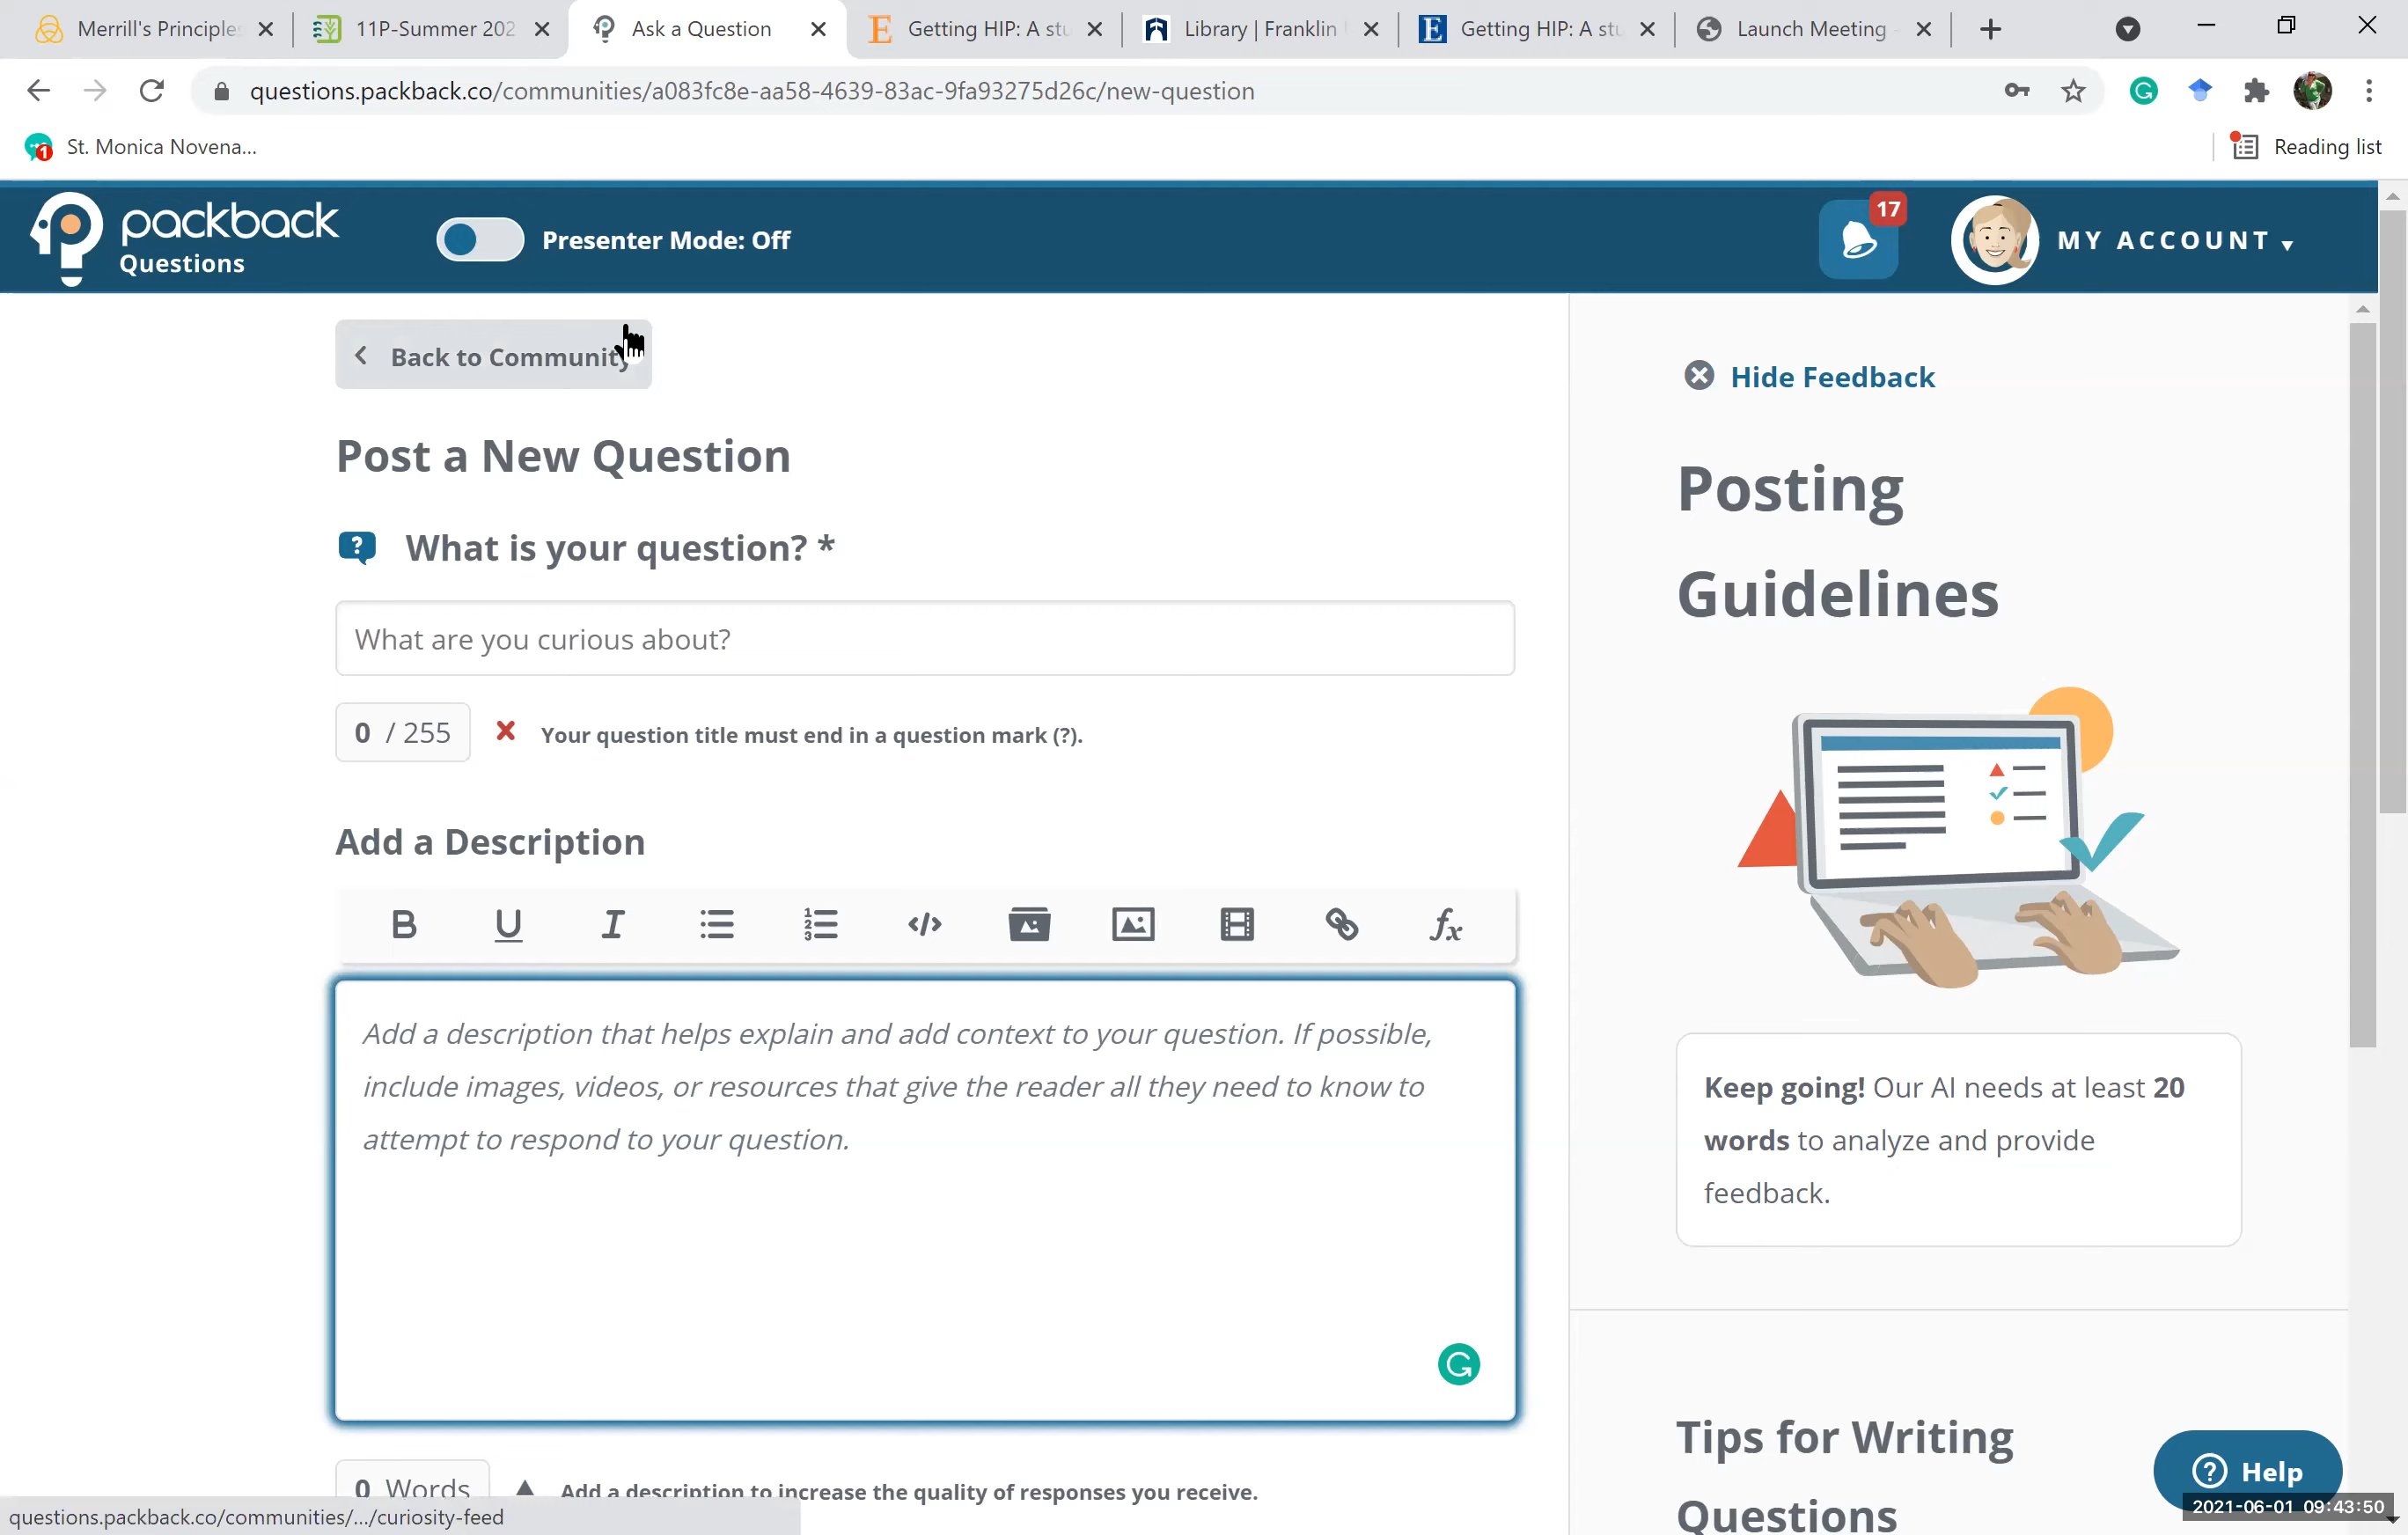 Merrill's Principles
11P-Summer 202
Ask a Question
Getting HIP: A stu
Library | Franklin
Getting HIP: A stu
Launch Meeting -
questions.packback.co/communities/a083fc8e-aa58-4639-83ac-9fa93275d26c/new-question
1
St. Monica Novena...
Reading list
packback
Questions
Presenter Mode: Off
17
MY ACCOUNT
Back to Community
Post a New Question
What is your question? *
What are you curious about?
0 / 255
Your question title must end in a question mark (?).
Add a Description
Add a description that helps explain and add context to your question. If possible,
include images, videos, or resources that give the reader all they need to know to
attempt to respond to your question.
0 Words
Add a description to increase the quality of responses you receive.
questions.packback.co/communities/.../curiosity-feed
Hide Feedback
Posting
Guidelines
Keep going! Our AI needs at least 20
words to analyze and provide
feedback.
Tips for Writing
Questions
Help
2021-06-01 09:43:50